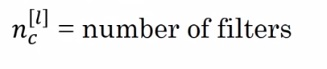 n_c^{[l]} = number of filters